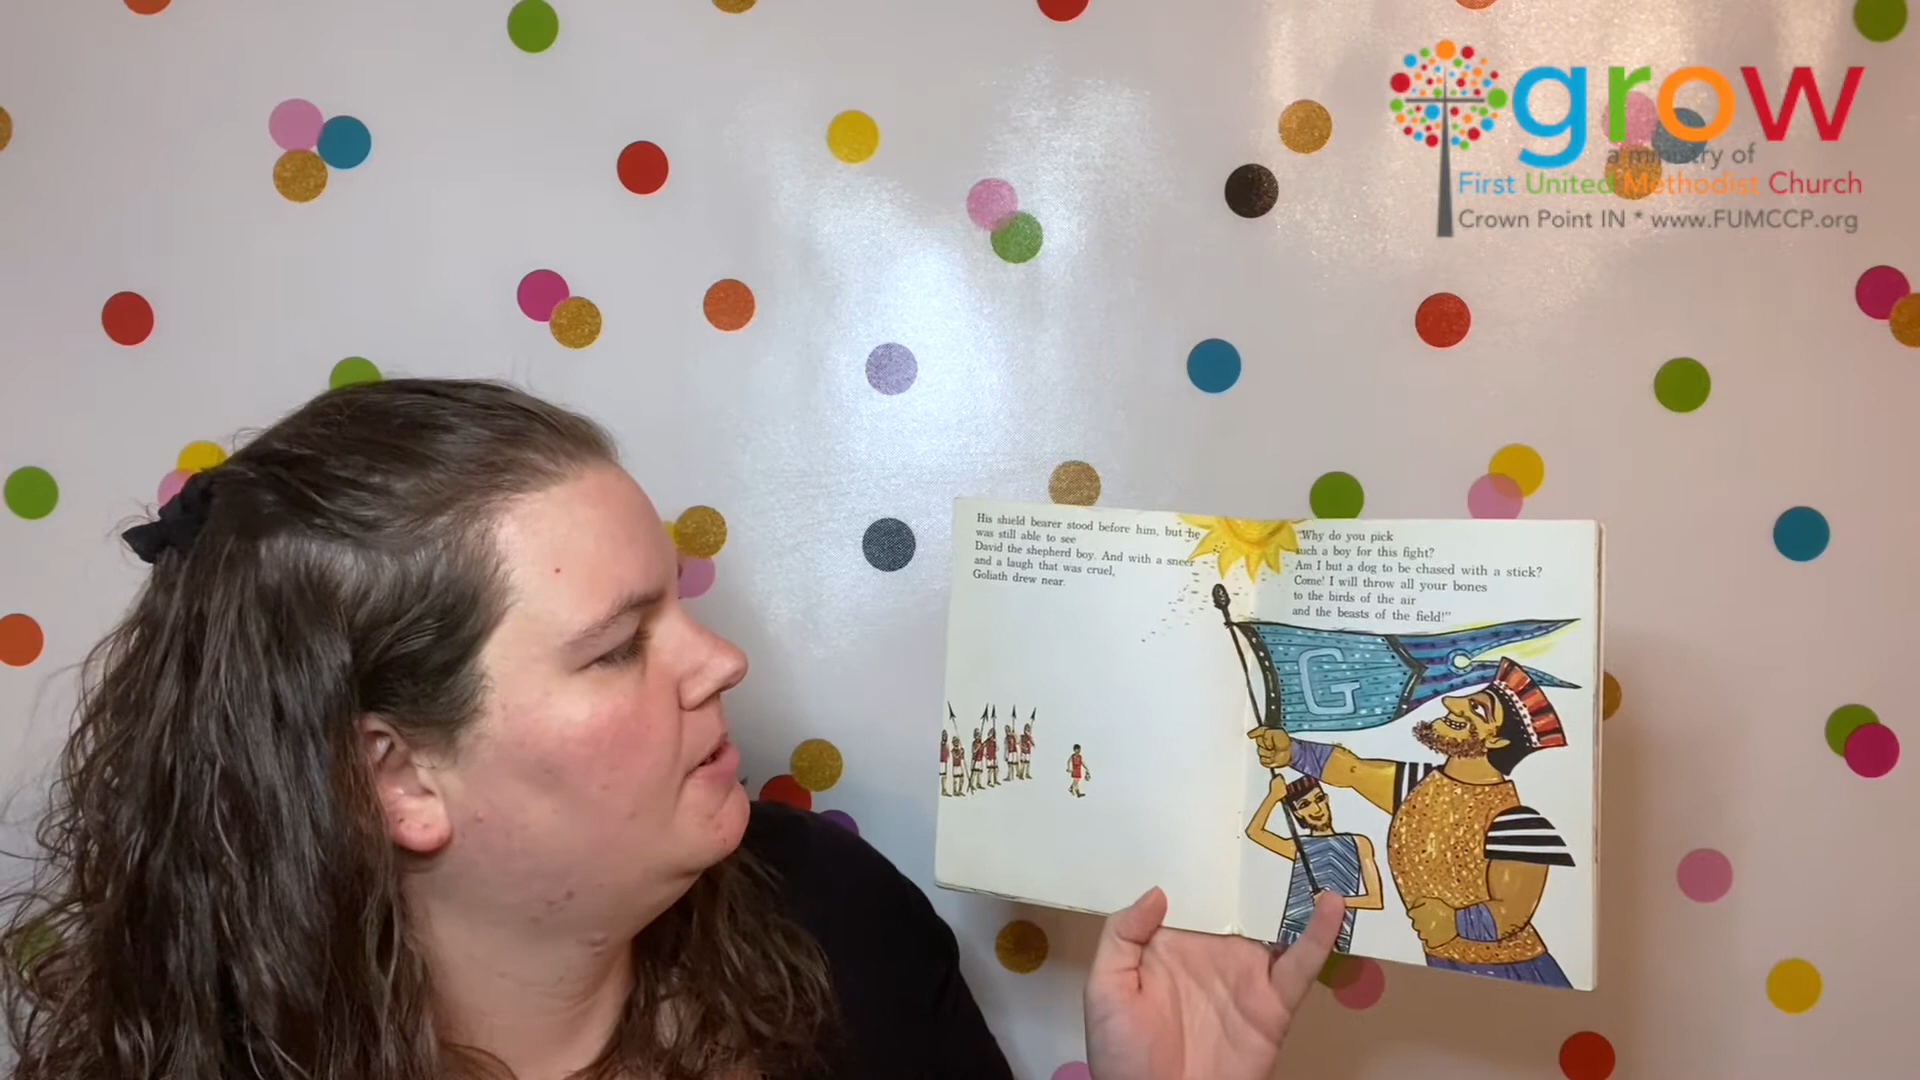 grow
a ministry of
First United Methodist Church
Crown Point IN * www.FUMCCP.org
His shield bearer stood before him, but he
was still able to see
David the shepherd boy. And with a sneer
and a laugh that was cruel,
Goliath drew near.
"Why do you pick
such a boy for this fight?
Am I but a dog to be chased with a stick?
Come! I will throw all your bones
to the birds of the air
and the beasts of the field!"
G